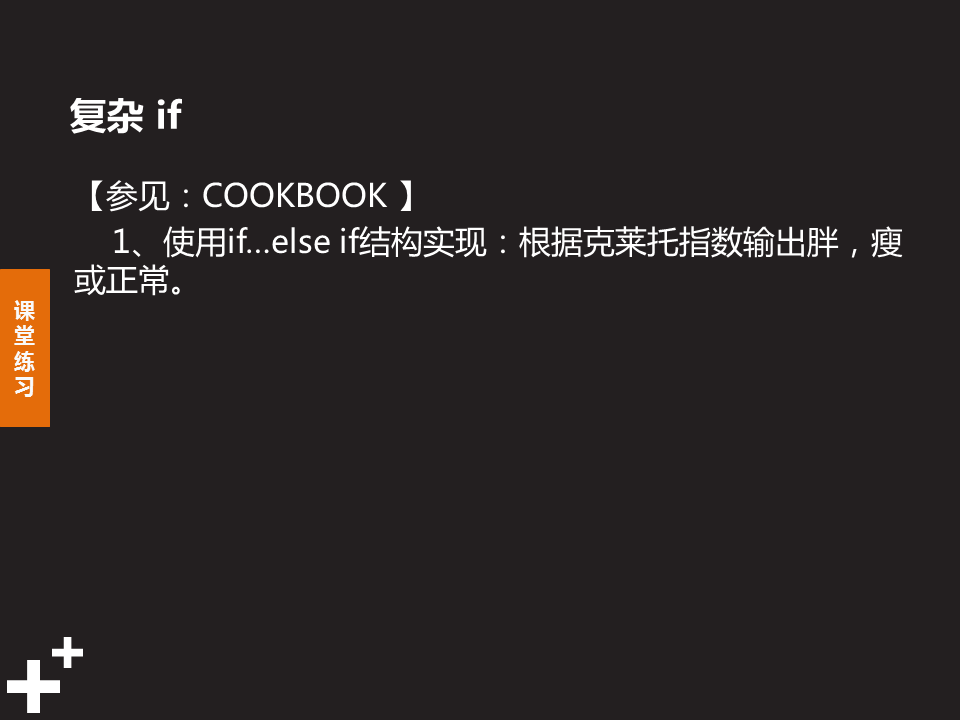 复杂 if
【参见：COOKBOOK 】
1、使用if...else if结构实现：根据克莱托指数输出胖，瘦
或正常。
课
堂
练
习